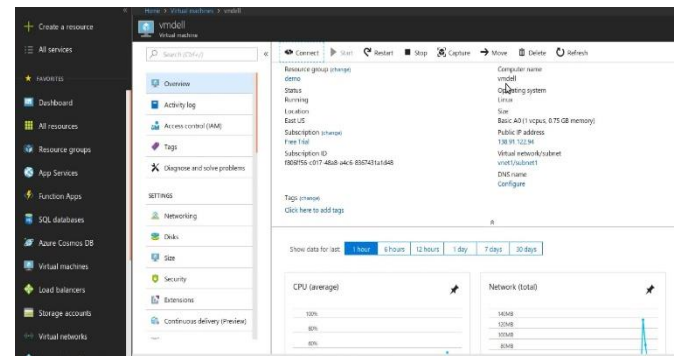 Home > Virtual machines > vmdell
vmdell
Virtual machine
Create a resource
All services
FAVORITES
Dashboard
All resources
Resource groups
App Services
Function Apps
SQL databases
Azure Cosmos DB
Virtual machines
Load balancers
Storage accounts
Virtual networks
Search (Ctrl+/)
Overview
Activity log
Access control (IAM)
Tags
Diagnose and solve problems
SETTINGS
Networking
Disks
Size
Security
Extensions
Continuous delivery (Preview)
Connect Start Restart Stop Capture Move Delete Refresh
Resource group (change)
demo
Status
Running
Location
East US
Subscription (change)
Free Trial
Subscription ID
Computer name
vmdell
Operating system
Linux
Size
Basic A0 (1 vcpus, 0.75 GB memory)
Public IP address
138.91.122.94
Virtual network/subnet
vnet1/subnet1
DNS name
Configure
Tags (change)
Click here to add tags
Show data for last: 1 hour 6 hours 12 hours 1 day 7 days 30 days
CPU (average)
100%
80%
60%
Network (total)
140MB
120MB
100MB
80MB